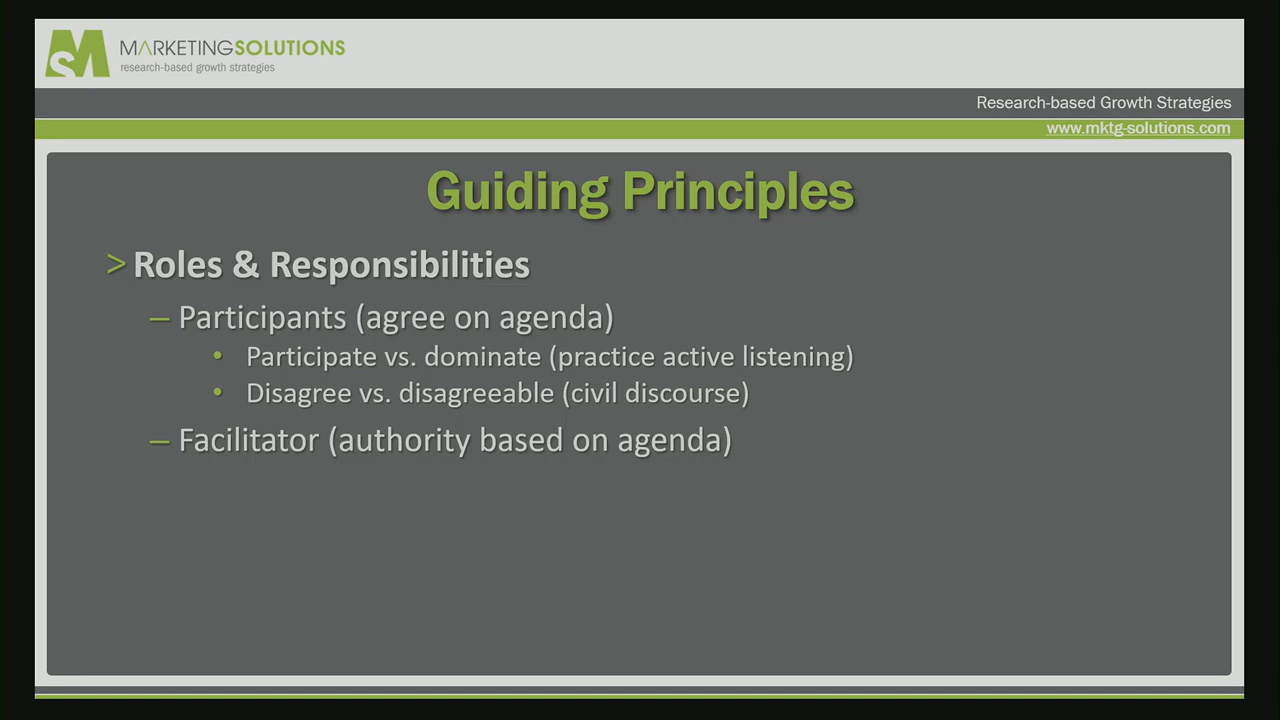 MARKETINGSOLUTIONS
research-based growth strategies
Research-based Growth Strategies
www.mktg-solutions.com
Guiding Principles
> Roles & Responsibilities
– Participants (agree on agenda)
• Participate vs. dominate (practice active listening)
• Disagree vs. disagreeable (civil discourse)
– Facilitator (authority based on agenda)